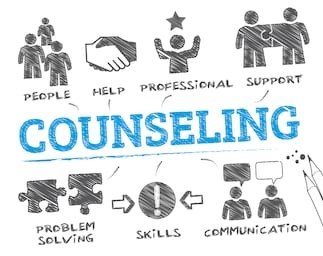 PEOPLE
HELP
PROFESSIONAL
SUPPORT
COUNSELING
PROBLEM
SOLVING
SKILLS
COMMUNICATION